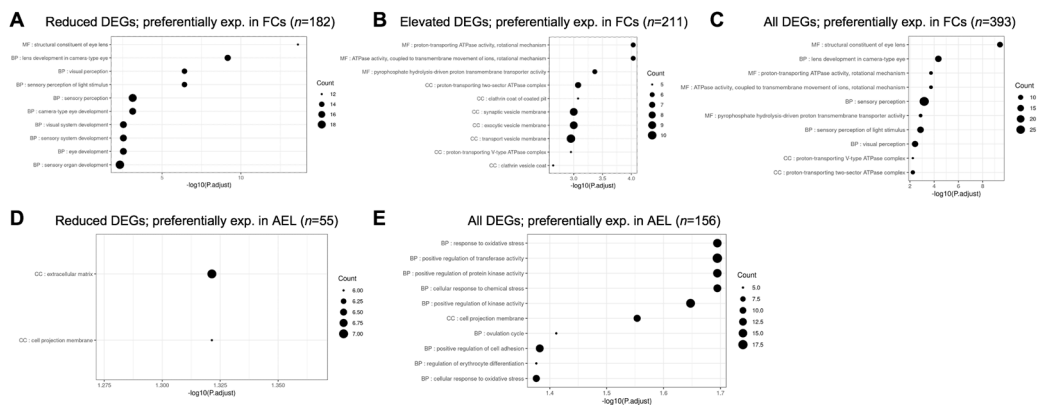 A Reduced DEGs; preferentially exp. in FCs (n=182)
MF : structural constituent of eye lens
BP : lens development in camera-type eye
BP : visual perception
BP : sensory perception of light stimulus
BP : sensory perception
BP : camera-type eye development
BP : visual system development
BP : sensory system development
BP : eye development
BP : sensory organ development
5 10
-log10(P.adjust)
Count
12
14
16
18
B Elevated DEGs; preferentially exp. in FCs (n=211)
MF : proton-transporting ATPase activity, rotational mechanism
MF : ATPase activity, coupled to transmembrane movement of ions, rotational mechanism
MF : pyrophosphate hydrolysis-driven proton transmembrane transporter activity
CC : proton-transporting two-sector ATPase complex
CC : clathrin coat of coated pit
CC : synaptic vesicle membrane
CC : exocytic vesicle membrane
CC : transport vesicle membrane
CC : proton-transporting V-type ATPase complex
CC : clathrin vesicle coat
3.0 3.5 4.0
-log10(P.adjust)
Count
5
6
7
8
9
10
C All DEGs; preferentially exp. in FCs (n=393)
MF : structural constituent of eye lens
BP : lens development in camera-type eye
MF : proton-transporting ATPase activity, rotational mechanism
MF : ATPase activity, coupled to transmembrane movement of ions, rotational mechanism
BP : sensory perception
MF : pyrophosphate hydrolysis-driven proton transmembrane transporter activity
BP : sensory perception of light stimulus
BP : visual perception
CC : proton-transporting V-type ATPase complex
CC : proton-transporting two-sector ATPase complex
2 4 6 8
-log10(P.adjust)
Count
10
15
20
25
D Reduced DEGs; preferentially exp. in AEL (n=55)
CC : extracellular matrix
CC : cell projection membrane
1.275 1.300 1.325 1.350
-log10(P.adjust)
Count
6.00
6.25
6.50
6.75
7.00
E All DEGs; preferentially exp. in AEL (n=156)
BP : response to oxidative stress
BP : positive regulation of transferase activity
BP : positive regulation of protein kinase activity
BP : cellular response to chemical stress
BP : positive regulation of kinase activity
CC : cell projection membrane
BP : ovulation cycle
BP : positive regulation of cell adhesion
BP : regulation of erythrocyte differentiation
BP : cellular response to oxidative stress
1.4 1.5 1.6 1.7
-log10(P.adjust)
Count
5.0
7.5
10.0
12.5
15.0
17.5